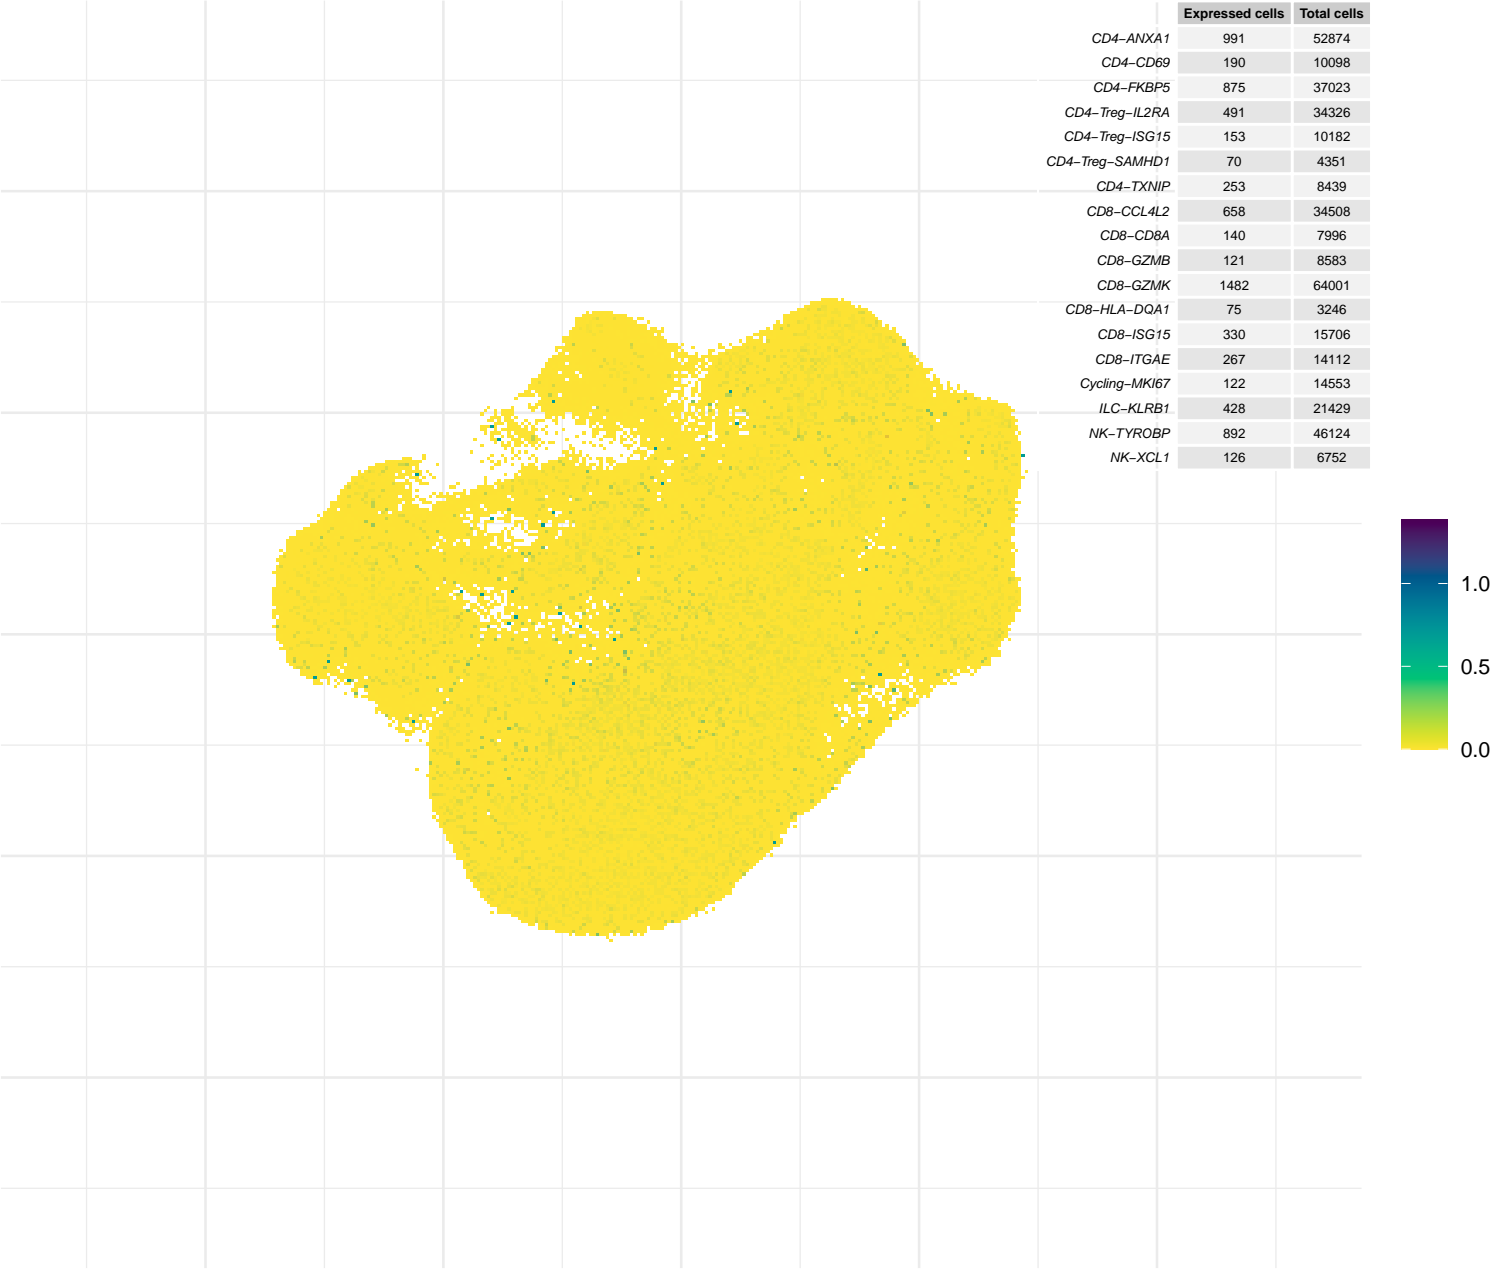 Expressed cells Total cells
CD4−ANXA1 991 52874
CD4−CD69 190 10098
CD4−FKBP5 875 37023
CD4−Treg−IL2RA 491 34326
CD4−Treg−ISG15 153 10182
CD4−Treg−SAMHD1 70 4351
CD4−TXNIP 253 8439
CD8−CCL4L2 658 34508
CD8−CD8A 140 7996
CD8−GZMB 121 8583
CD8−GZMK 1482 64001
CD8−HLA−DQA1 75 3246
CD8−ISG15 330 15706
CD8−ITGAE 267 14112
Cycling−MKI67 122 14553
ILC−KLRB1 428 21429
NK−TYROBP 892 46124
NK−XCL1 126 6752
1.0
0.5
0.0